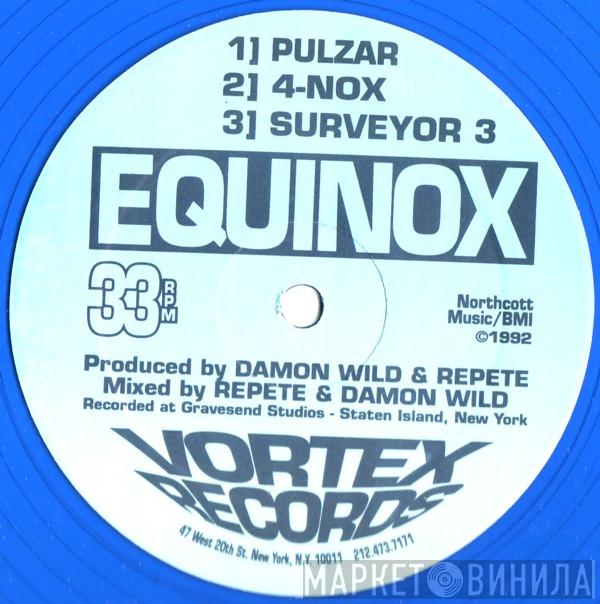 1] PULZAR
2] 4-NOX
3] SURVEYOR 3
EQUINOX
33 RPM
Northcott
Music/BMI
©1992
Produced by DAMON WILD & REPETE
Mixed by REPETE & DAMON WILD
Recorded at Gravesend Studios - Staten Island, New York
VORTEX
RECORDS
47 West 20th St. New York, N.Y. 10011 212.473.7171
МАРКЕТ ВИНИЛА